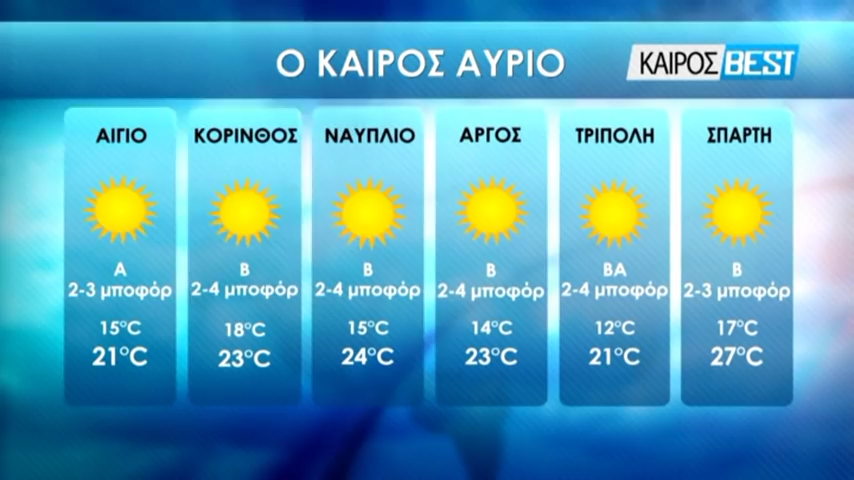 Ο ΚΑΙΡΟΣ ΑΥΡΙΟ
ΚΑΙΡΟΣ BEST
ΑΙΓΙΟ
Α
2-3 μποφόρ
15°C
21°C
ΚΟΡΙΝΘΟΣ
Β
2-4 μποφόρ
18°C
23°C
ΝΑΥΠΛΙΟ
Β
2-4 μποφόρ
15°C
24°C
ΑΡΓΟΣ
Β
2-4 μποφόρ
14°C
23°C
ΤΡΙΠΟΛΗ
ΒΑ
2-4 μποφόρ
12°C
21°C
ΣΠΑΡΤΗ
Β
2-3 μποφόρ
17°C
27°C